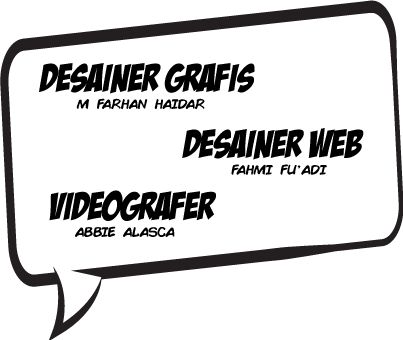 DESAINER GRAFIS
M FARHAN HAIDAR
DESAINER WEB
FAHMI FU'ADI
VIDEOGRAFER
ABBIE ALASCA